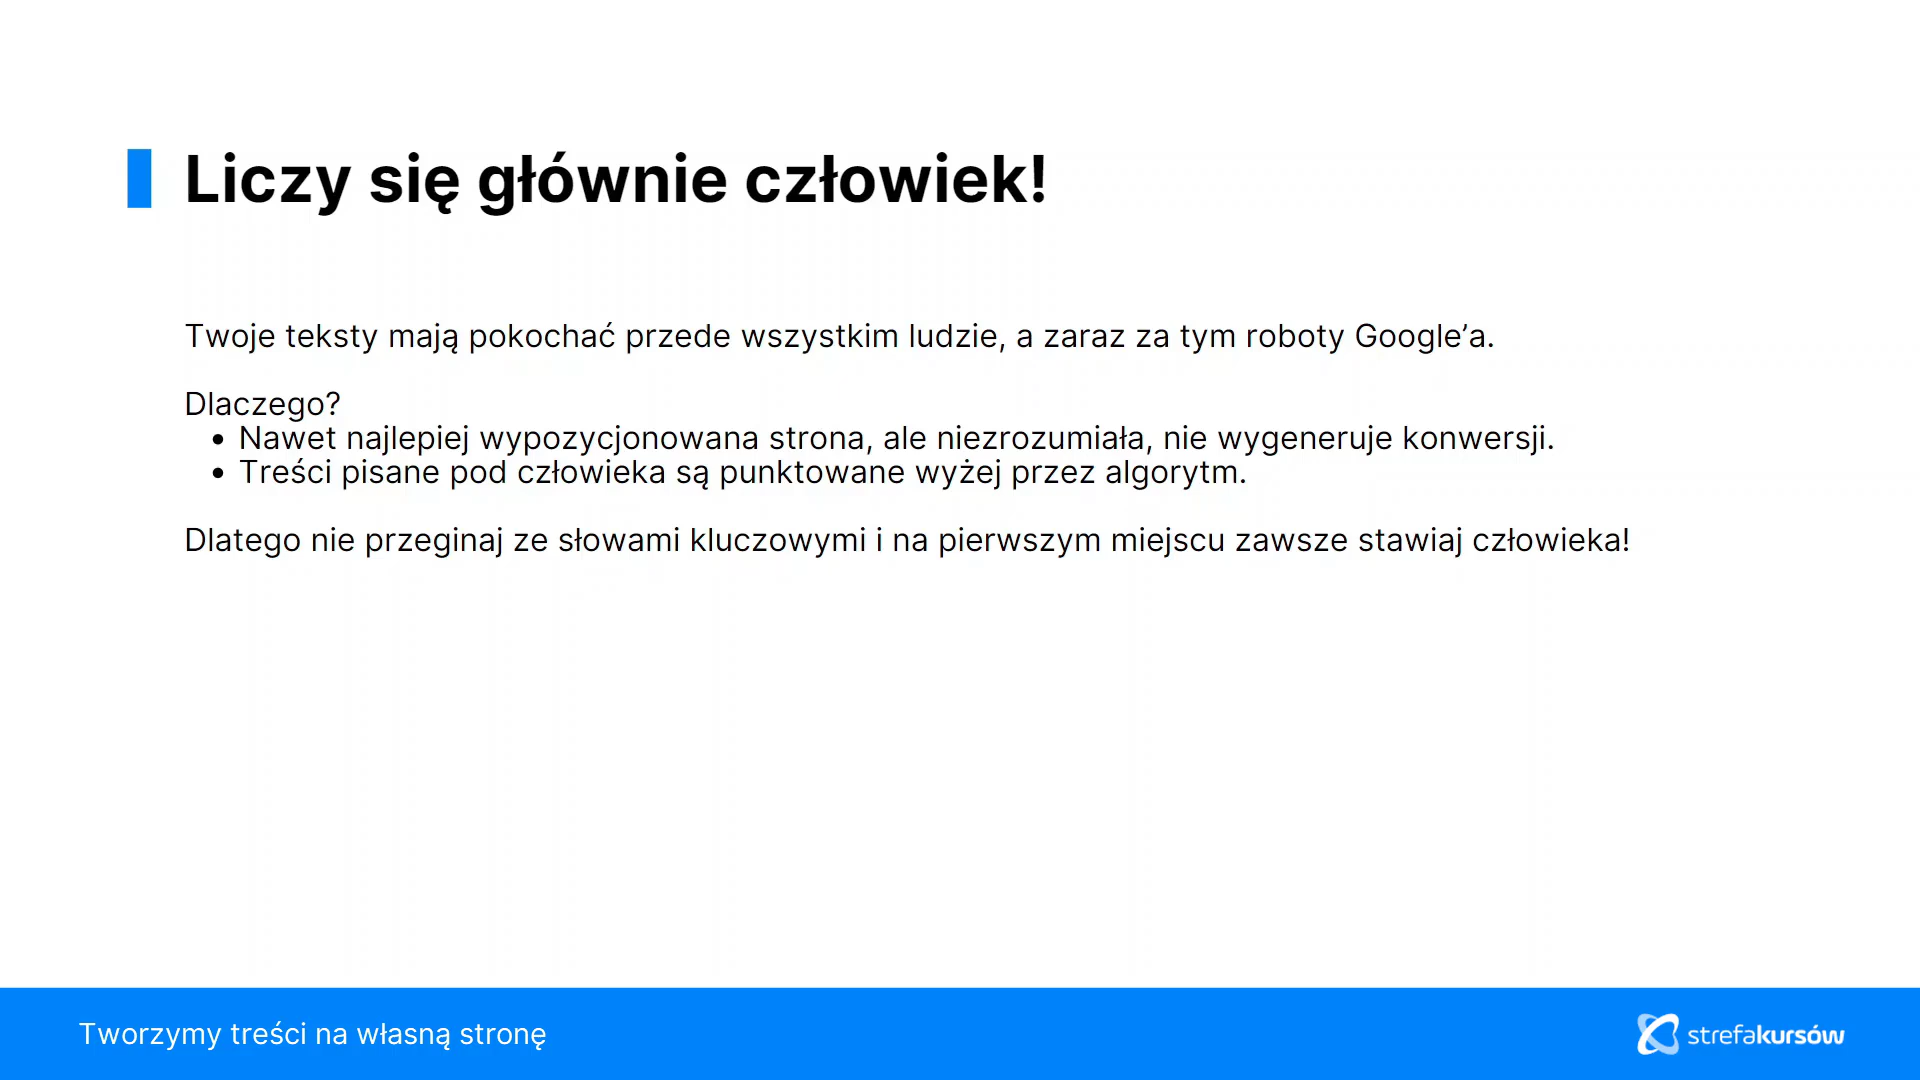 Liczy się głównie człowiek!
Twoje teksty mają pokochać przede wszystkim ludzie, a zaraz za tym roboty Google’a.
Dlaczego?
• Nawet najlepiej wypozycjonowana strona, ale niezrozumiała, nie wygeneruje konwersji.
• Treści pisane pod człowieka są punktowane wyżej przez algorytm.
Dlatego nie przeginaj ze słowami kluczowymi i na pierwszym miejscu zawsze stawiaj człowieka!
Tworzymy treści na własną stronę
strefakursów